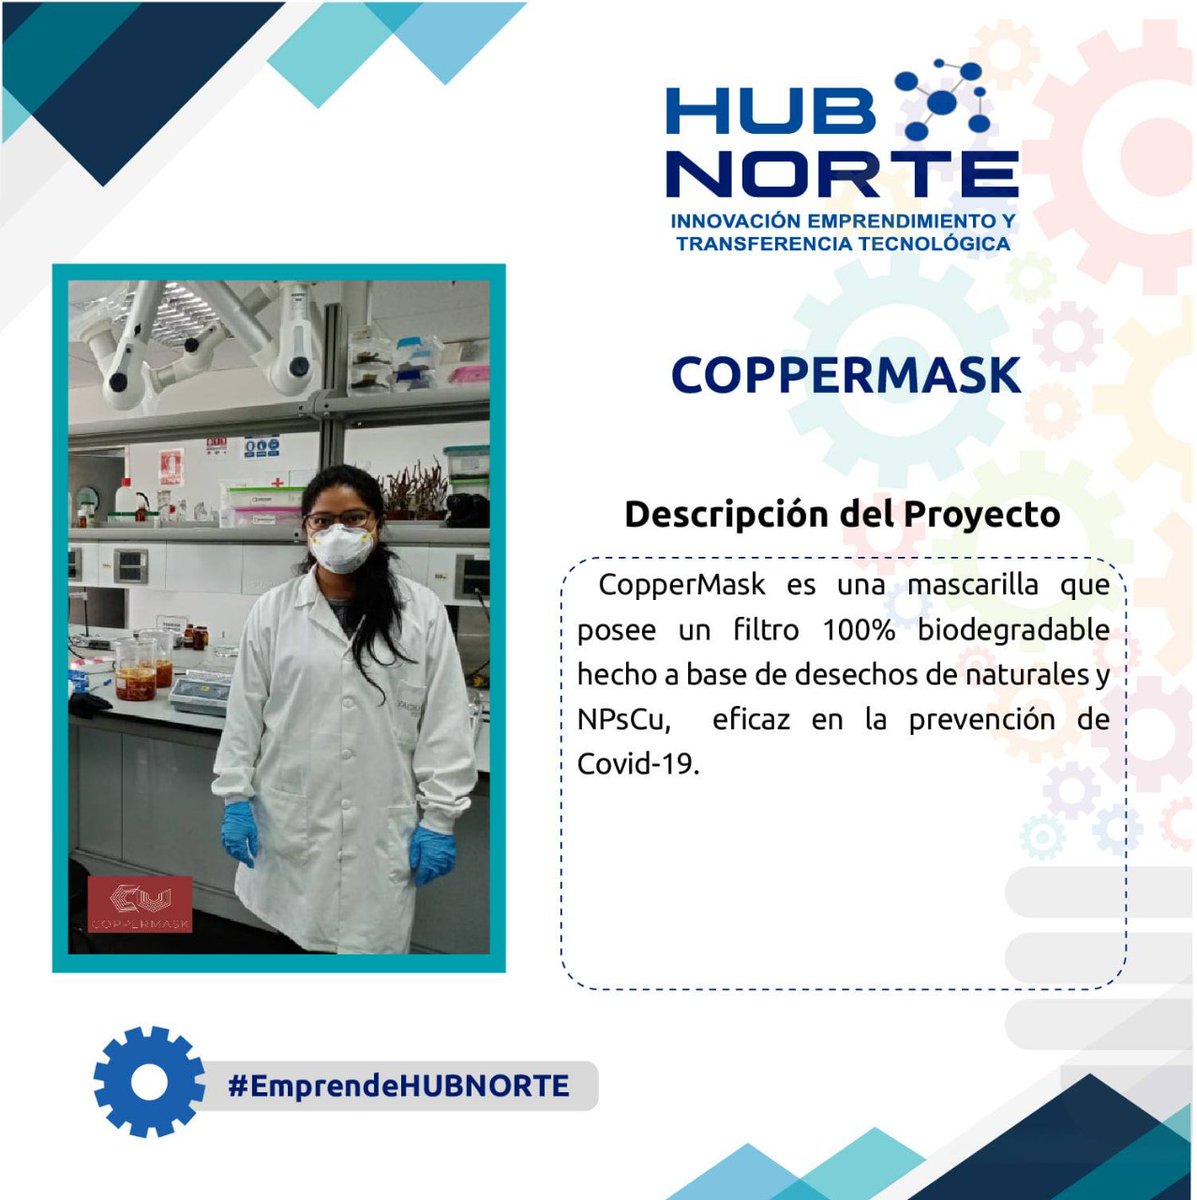 HUB
NORTE
INNOVACIÓN EMPRENDIMIENTO Y
TRANSFERENCIA TECNOLÓGICA
COPPERMASK
Descripción del Proyecto
CopperMask es una mascarilla que
posee un filtro 100% biodegradable
hecho a base de desechos de naturales y
NPsCu, eficaz en la prevención de
Covid-19.
COPPERMASK
#EmprendeHUBNORTE